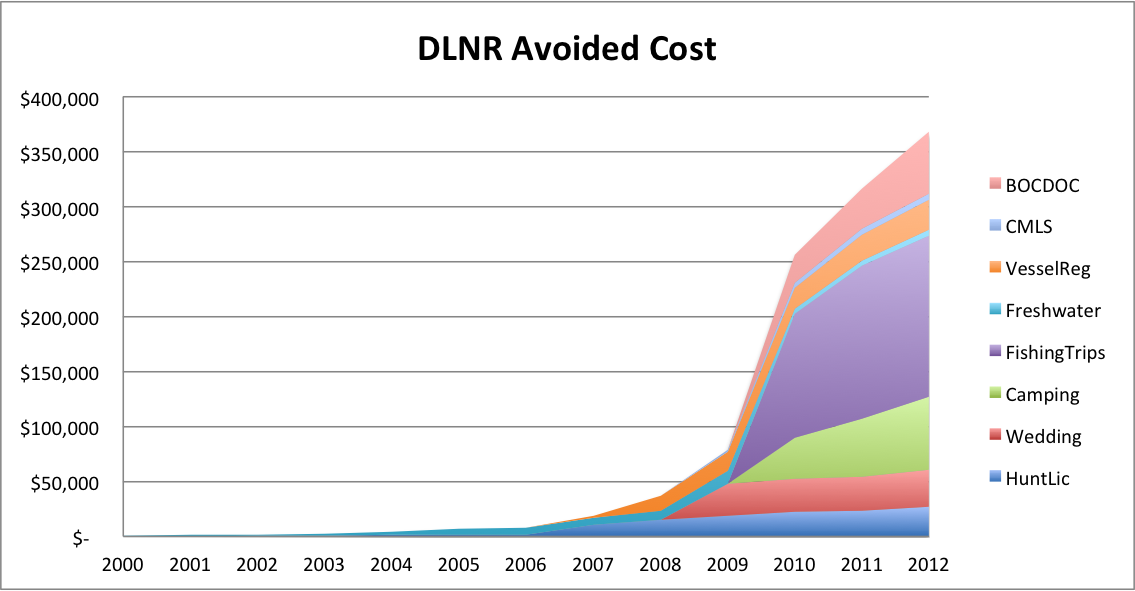 DLNR Avoided Cost
$400,000
$350,000
$300,000
$250,000
$200,000
$150,000
$100,000
$50,000
$-
2000 2001 2002 2003 2004 2005 2006 2007 2008 2009 2010 2011 2012
BOCDOC
CMLS
VesselReg
Freshwater
FishingTrips
Camping
Wedding
HuntLic